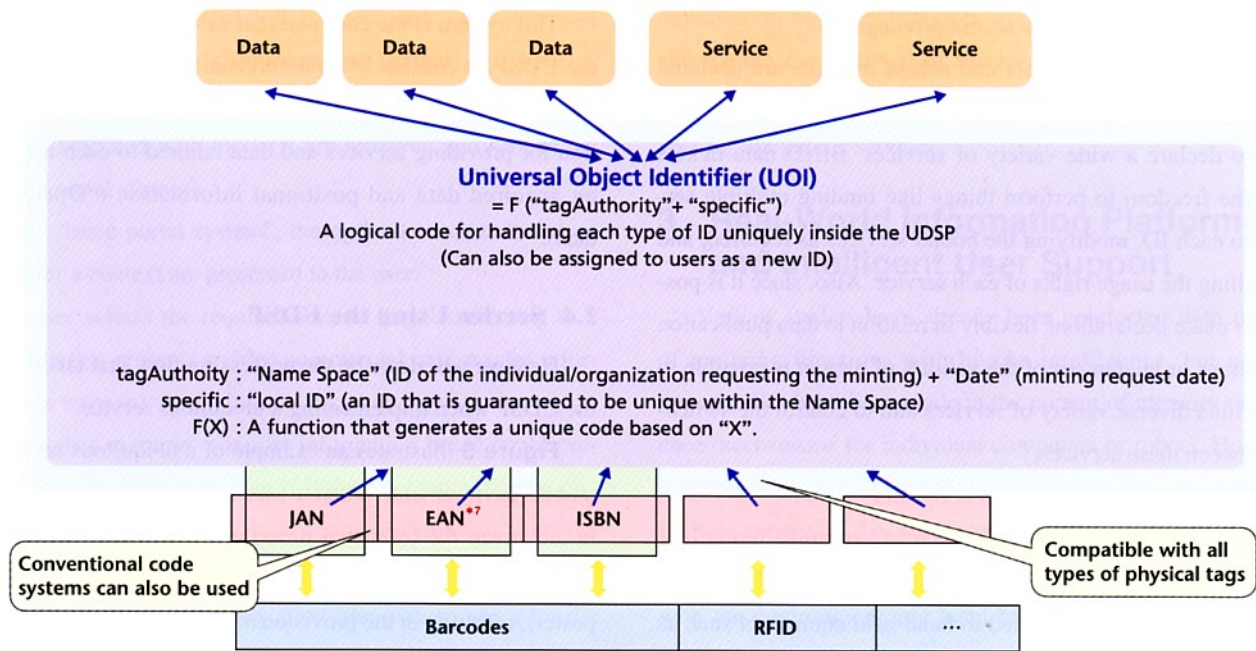 Data Data Data Service Service
Universal Object Identifier (UOI)
= F (“tagAuthority”+ “specific”)
A logical code for handling each type of ID uniquely inside the UDSP
(Can also be assigned to users as a new ID)
tagAuthoity : “Name Space” (ID of the individual/organization requesting the minting) + “Date” (minting request date)
specific : “local ID” (an ID that is guaranteed to be unique within the Name Space)
F(X) : A function that generates a unique code based on “X”.
JAN EAN*7 ISBN
Conventional code
systems can also be used
Compatible with all
types of physical tags
Barcodes RFID ... ...